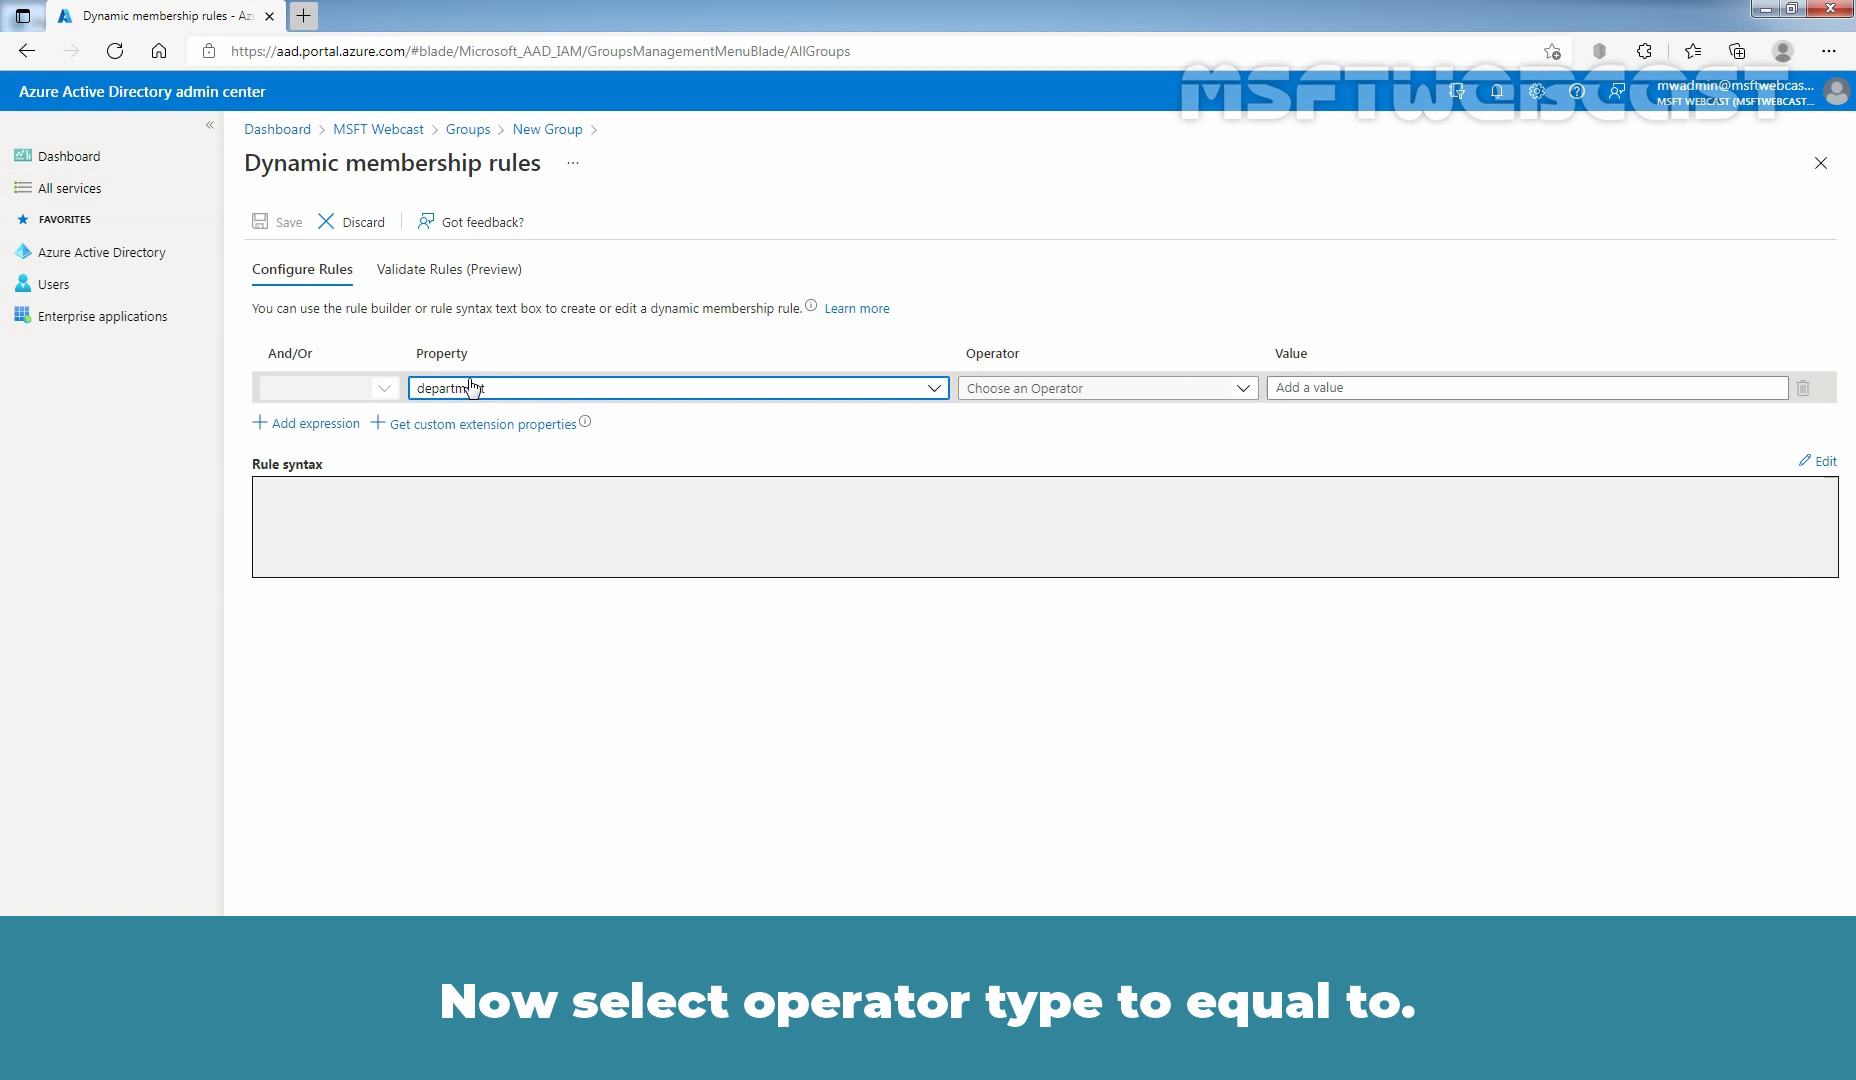 Dynamic membership rules - Az
https://aad.portal.azure.com/#blade/Microsoft_AAD_IAM/GroupsManagementMenuBlade/AllGroups
MSFTWEBCAST
Azure Active Directory admin center
mwadmin@msftwebcas...
MSFT WEBCAST (MSFTWEBCAST....
Dashboard > MSFT Webcast > Groups > New Group >
Dynamic membership rules ...
Dashboard
All services
FAVORITES
Azure Active Directory
Users
Enterprise applications
Save Discard Got feedback?
Configure Rules Validate Rules (Preview)
You can use the rule builder or rule syntax text box to create or edit a dynamic membership rule. Learn more
And/Or Property Operator Value
department Choose an Operator Add a value
+ Add expression + Get custom extension properties
Rule syntax Edit
Now select operator type to equal to.